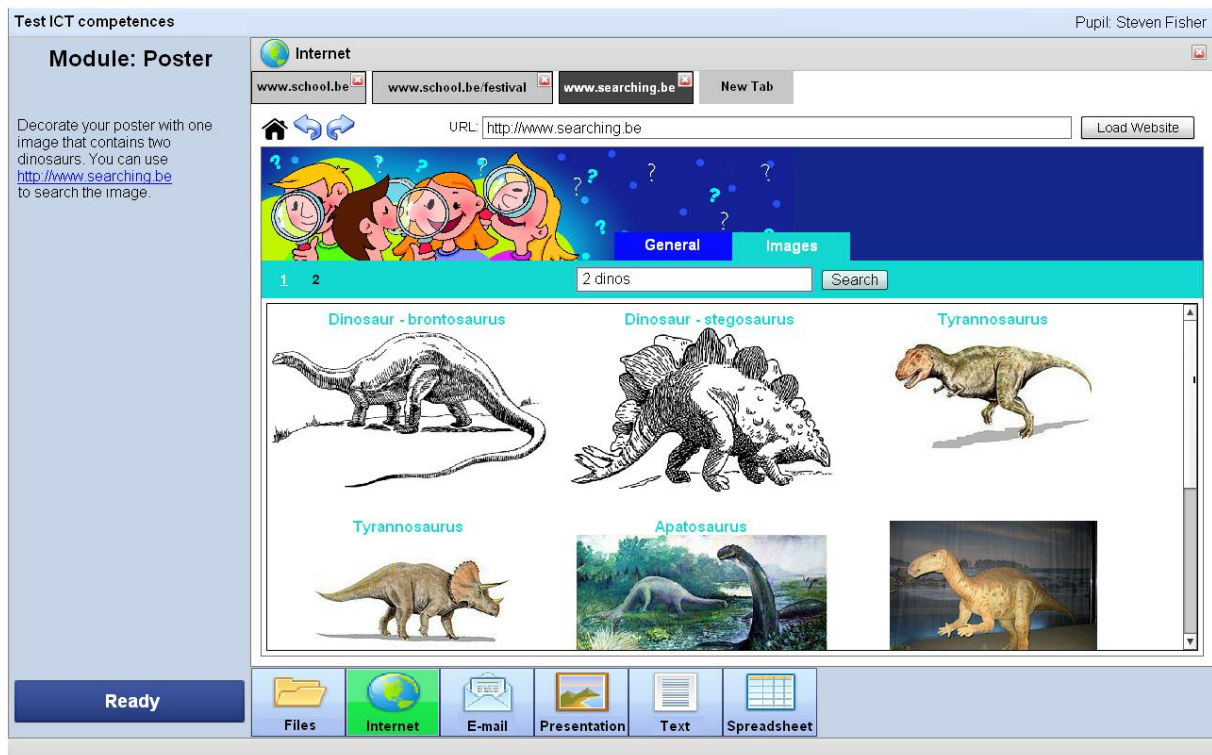 Test ICT competences
Pupil: Steven Fisher
Module: Poster
Decorate your poster with one
image that contains two
dinosaurs. You can use
http://www.searching.be
to search the image.
Ready
Internet
www.school.be
www.school.be/festival
www.searching.be
New Tab
URL: http://www.searching.be
Load Website
General
Images
1 2
2 dinos
Search
Dinosaur - brontosaurus
Dinosaur - stegosaurus
Tyrannosaurus
Tyrannosaurus
Apatosaurus
Files
Internet
E-mail
Presentation
Text
Spreadsheet